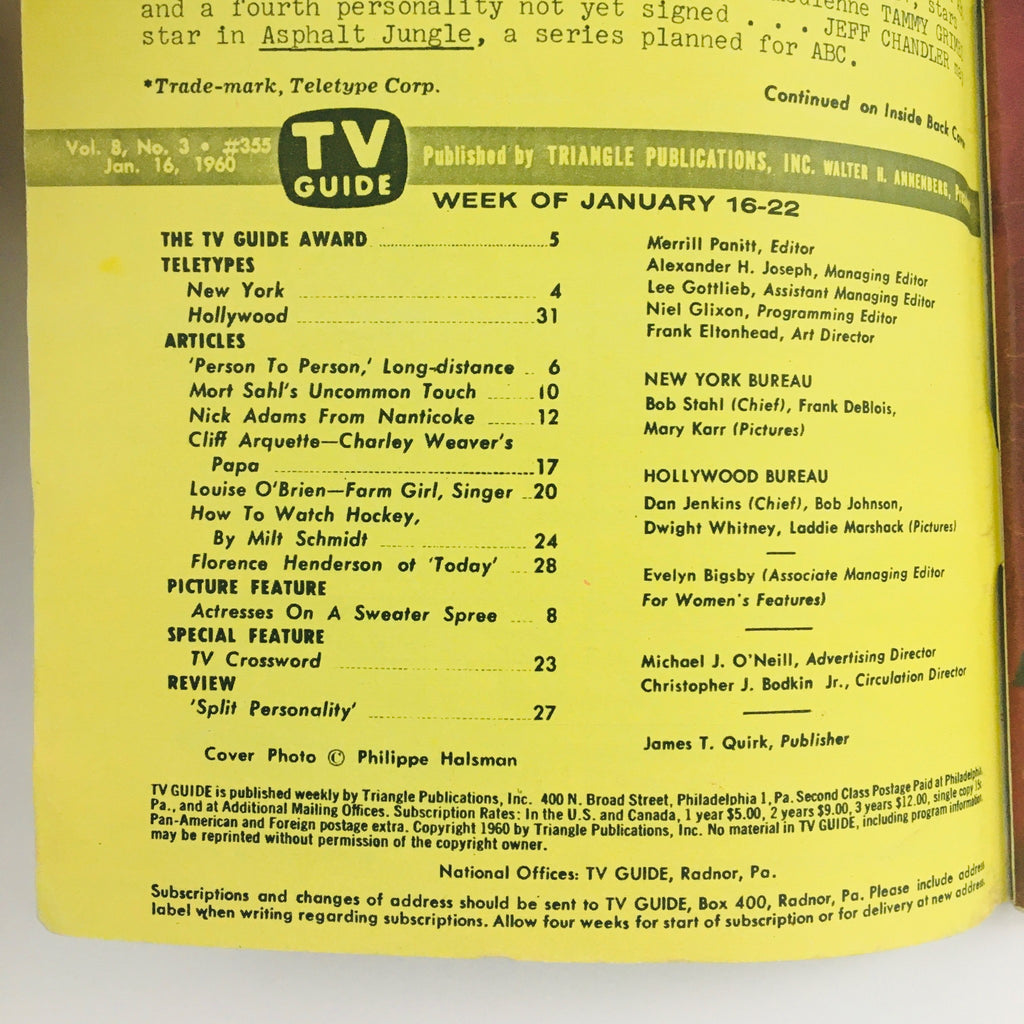 and a fourth personality not yet signed . . . JEFF CHANDLER
TAMMY
stars
star in Asphalt Jungle, a series planned for ABC.
*Trade-mark, Teletype Corp.
Continued on Inside Back
Vol. 8, No. 3 • #355
Jan. 16, 1960
TV
GUIDE
Published by TRIANGLE PUBLICATIONS, INC. WALTER H. ANNENBERG,
WEEK OF JANUARY 16-22
THE TV GUIDE AWARD 5
TELETYPES
New York 4
Hollywood 31
ARTICLES
'Person To Person,' Long-distance 6
Mort Sahl's Uncommon Touch 10
Nick Adams From Nanticoke 12
Cliff Arquette—Charley Weaver's
Papa 17
Louise O'Brien—Farm Girl, Singer 20
How To Watch Hockey,
By Milt Schmidt 24
Florence Henderson of 'Today' 28
PICTURE FEATURE
Actresses On A Sweater Spree 8
SPECIAL FEATURE
TV Crossword 23
REVIEW
'Split Personality' 27
Cover Photo © Philippe Halsman
Merrill Panitt, Editor
Alexander H. Joseph, Managing Editor
Lee Gottlieb, Assistant Managing Editor
Niel Glixon, Programming Editor
Frank Eltonhead, Art Director
NEW YORK BUREAU
Bob Stahl (Chief), Frank DeBlois,
Mary Karr (Pictures)
HOLLYWOOD BUREAU
Dan Jenkins (Chief), Bob Johnson,
Dwight Whitney, Laddie Marshack (Pictures)
Evelyn Bigsby (Associate Managing Editor
For Women's Features)
Michael J. O'Neill, Advertising Director
Christopher J. Bodkin Jr., Circulation Director
James T. Quirk, Publisher
TV GUIDE is published weekly by Triangle Publications, Inc. 400 N. Broad Street, Philadelphia 1, Pa. Second Class Postage Paid at Philadelphia,
Pa., and at Additional Mailing Offices. Subscription Rates: In the U.S. and Canada, 1 year $5.00, 2 years $9.00, 3 years $12.00, single copy 15¢
Pan-American and Foreign postage extra. Copyright 1960 by Triangle Publications, Inc. No material in TV GUIDE, including program information,
may be reprinted without permission of the copyright owner.
National Offices: TV GUIDE, Radnor, Pa.
Subscriptions and changes of address should be sent to TV GUIDE, Box 400, Radnor, Pa. Please include address
label when writing regarding subscriptions. Allow four weeks for start of subscription or for delivery at new address.